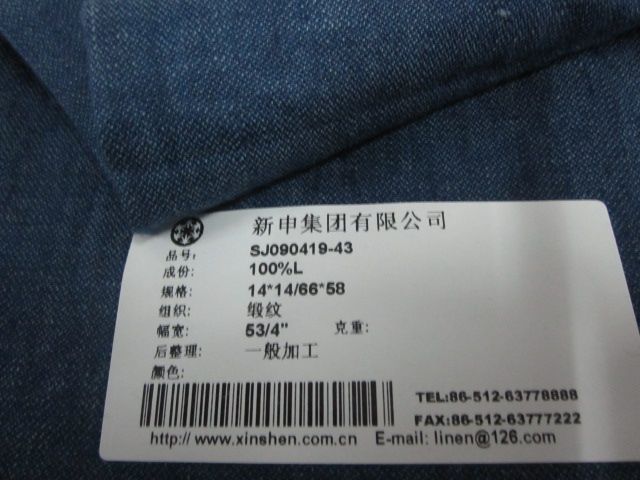 新申集团有限公司
品号: SJ090419-43
成份: 100%L
规格: 14*14/66*58
组织: 缎纹
幅宽: 53/4" 克重:
后整理: 一般加工
颜色:
TEL:86-512-63778888
FAX:86-512-63777222
http://www.xinshen.com.cn E-mail: linen@126.com